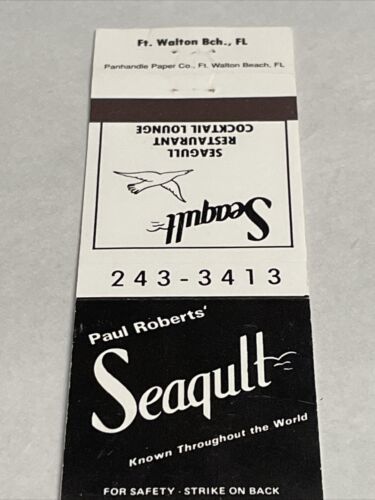 Ft. Walton Bch., FL
Panhandle Paper Co., Ft. Walton Beach, FL
SEAGULL
RESTAURANT
COCKTAIL LOUNGE
Seagull
243-3413
Paul Roberts'
Seagull
Known Throughout the World
FOR SAFETY - STRIKE ON BACK